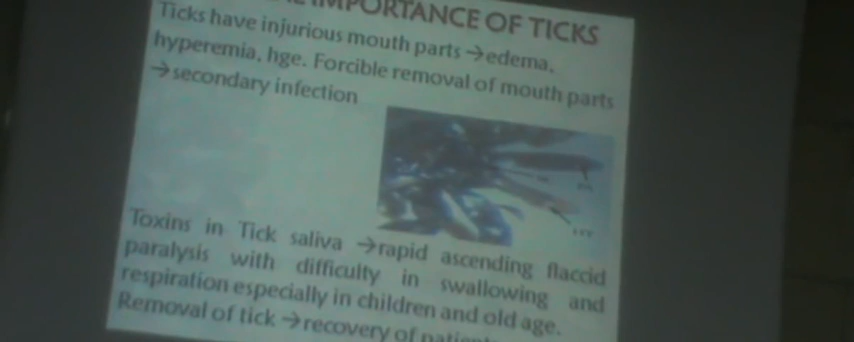 IMPORTANCE OF TICKS
Ticks have injurious mouth parts →edema,
hyperemia, hge. Forcible removal of mouth parts
→secondary infection
Toxins in Tick saliva →rapid ascending flaccid
paralysis with difficulty in swallowing and
respiration especially in children and old age.
Removal of tick →recovery of